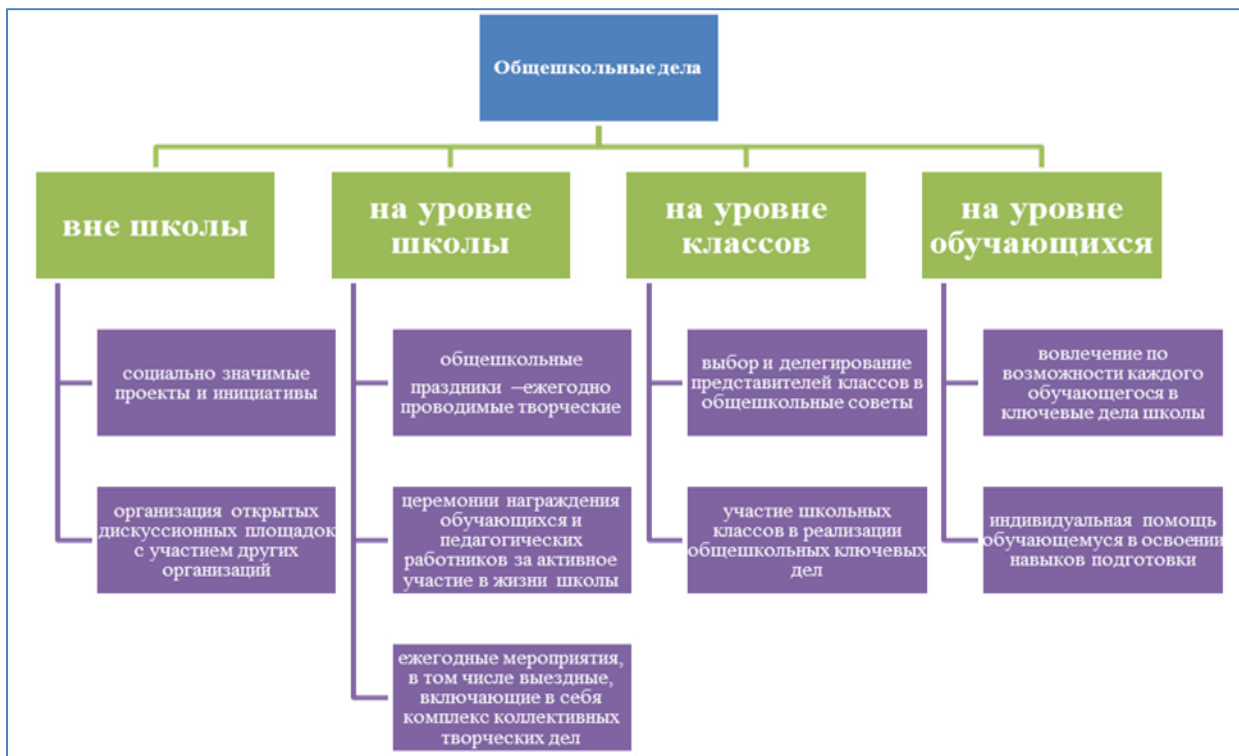 Общешкольные дела
вне школы
социально значимые
проекты и инициативы
организация открытых
дискуссионных площадок
с участием других
организаций
на уровне
школы
общешкольные
праздники –ежегодно
проводимые творческие
церемонии награждения
обучающихся и
педагогических
работников за активное
участие в жизни школы
ежегодные мероприятия,
в том числе выездные,
включающие в себя
комплекс коллективных
творческих дел
на уровне
классов
выбор и делегирование
представителей классов в
общешкольные советы
участие школьных
классов в реализации
общешкольных ключевых
дел
на уровне
обучающихся
вовлечение по
возможности каждого
обучающегося в
ключевые дела школы
индивидуальная помощь
обучающемуся в освоении
навыков подготовки